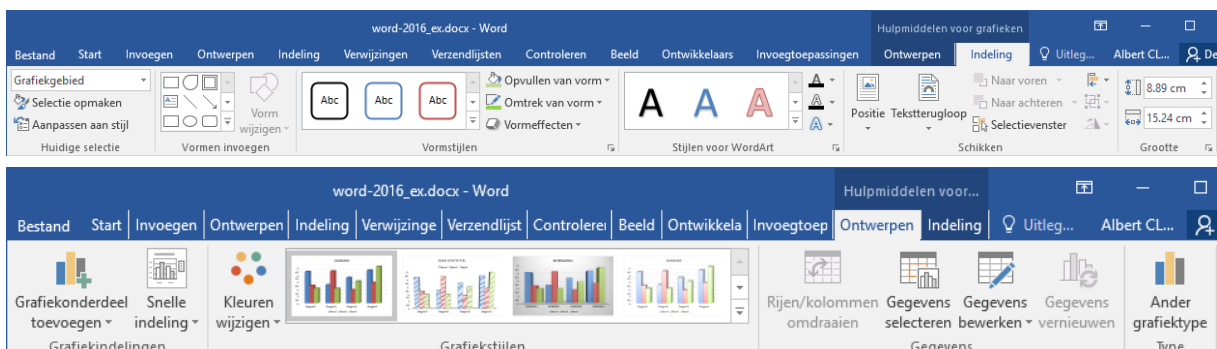 word-2016_ex.docx - Word
Hulpmiddelen voor grafieken
Bestand Start Invoegen Ontwerpen Indeling Verwijzingen Verzendlijsten Controleren Beeld Ontwikkelaars Invoegtoepassingen Ontwerpen Indeling Uitleg... Albert CL... De
Grafiekgebied
Selectie opmaken
Aanpassen aan stijl
Huidige selectie
Vorm
wijzigen
Vormen invoegen
Abc Abc Abc
Opvullen van vorm
Omtrek van vorm
Vormeffecten
Vormstijlen
A A A
A
A
A
Stijlen voor WordArt
Positie Tekstterugloop
Naar voren
Naar achteren
Selectievenster
Schikken
8.89 cm
15.24 cm
Grootte
word-2016_ex.docx - Word
Hulpmiddelen voor...
Bestand Start Invoegen Ontwerpen Indeling Verwijzinge Verzendlijst Controlerei Beeld Ontwikkela Invoegtoep Ontwerpen Indeling Uitleg... Albert CL...
Grafiekonderdeel
toevoegen
Snelle
indeling
Grafiekindelingen
Kleuren
wijzigen
Grafiekstijlen
Rijen/kolommen
omdraaien
Gegevens
selecteren
Gegevens
bewerken
Gegevens
vernieuwen
Gegevens
Ander
grafiektype
Type